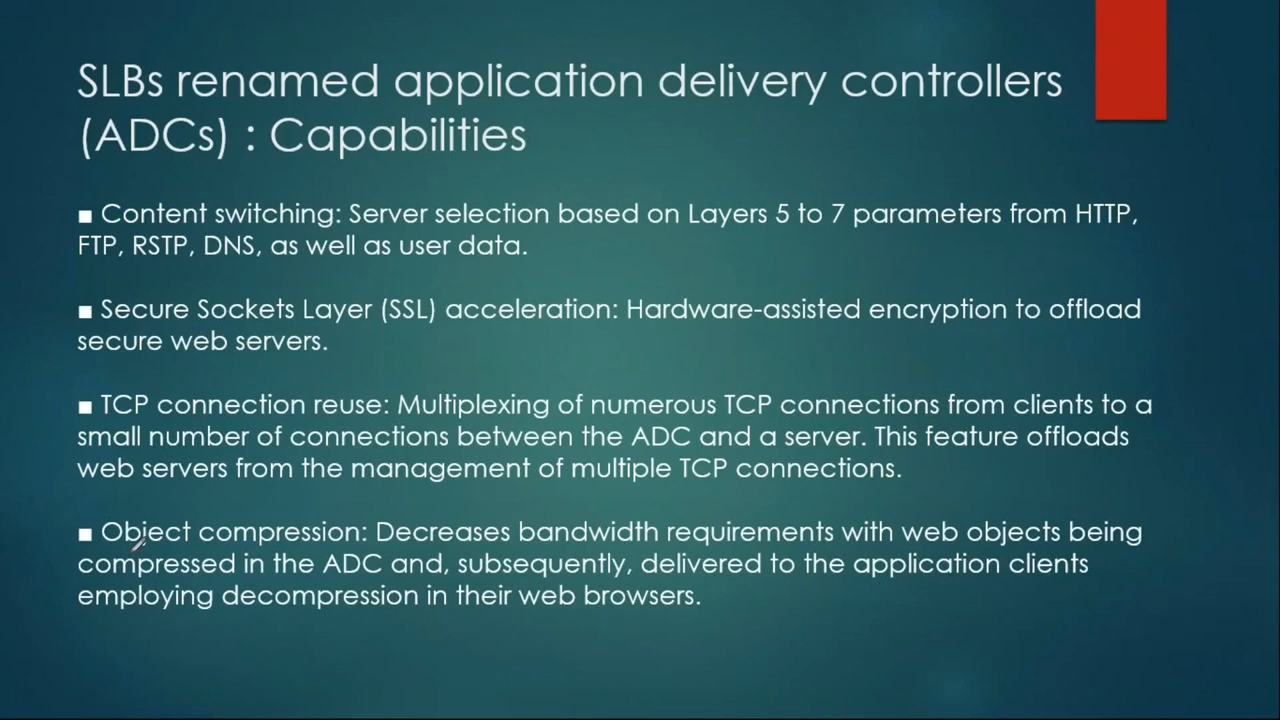 SLBs renamed application delivery controllers
(ADCs) : Capabilities
■ Content switching: Server selection based on Layers 5 to 7 parameters from HTTP,
FTP, RSTP, DNS, as well as user data.
■ Secure Sockets Layer (SSL) acceleration: Hardware-assisted encryption to offload
secure web servers.
■ TCP connection reuse: Multiplexing of numerous TCP connections from clients to a
small number of connections between the ADC and a server. This feature offloads
web servers from the management of multiple TCP connections.
■ Object compression: Decreases bandwidth requirements with web objects being
compressed in the ADC and, subsequently, delivered to the application clients
employing decompression in their web browsers.